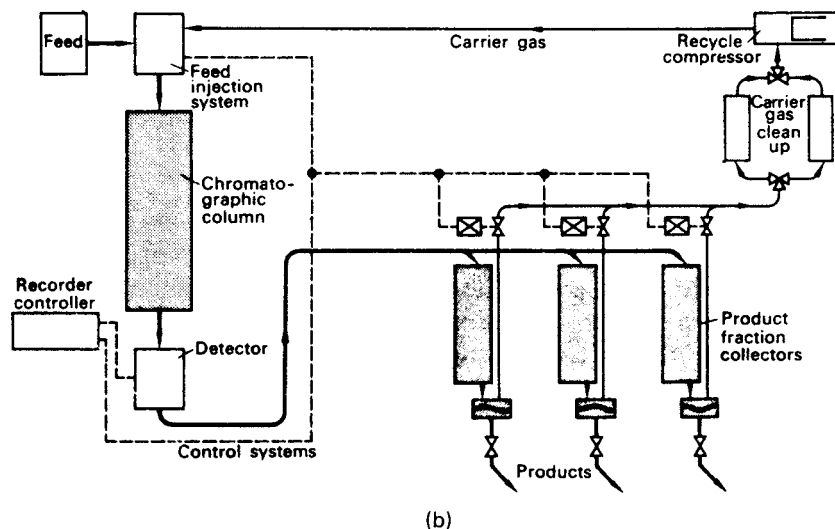 Feed
Feed
injection
system
Carrier gas
Recycle
compressor
Carrier
gas
clean
up
Chromato-
graphic
column
Recorder
controller
Detector
Product
fraction
collectors
Control systems
Products
(b)